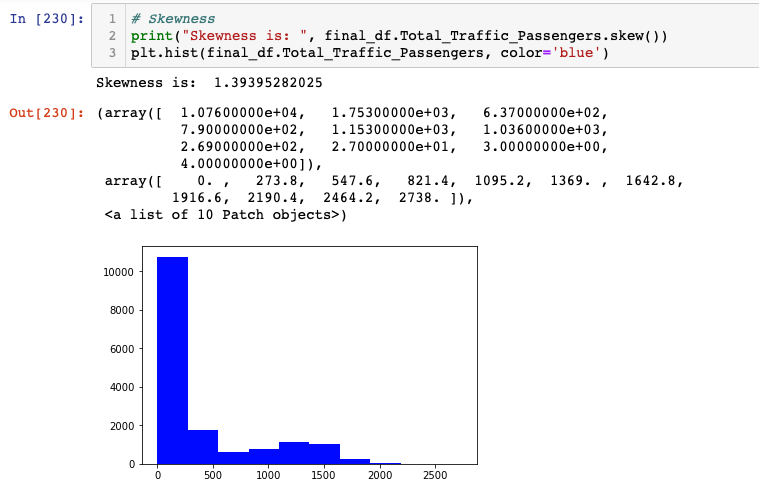 In [230]:
1 # Skewness
2 print("Skewness is: ", final_df.Total_Traffic_Passengers.skew())
3 plt.hist(final_df.Total_Traffic_Passengers, color='blue')
Skewness is:  1.39395282025
Out[230]: (array([  1.07600000e+04,   1.75300000e+03,   6.37000000e+02,
7.90000000e+02,   1.15300000e+03,   1.03600000e+03,
2.69000000e+02,   2.70000000e+01,   3.00000000e+00,
4.00000000e+00]),
array([    0. ,   273.8,   547.6,   821.4,  1095.2,  1369. ,  1642.8,
1916.6,  2190.4,  2464.2,  2738. ]),
<a list of 10 Patch objects>)
10000
8000
6000
4000
2000
0
0 500 1000 1500 2000 2500